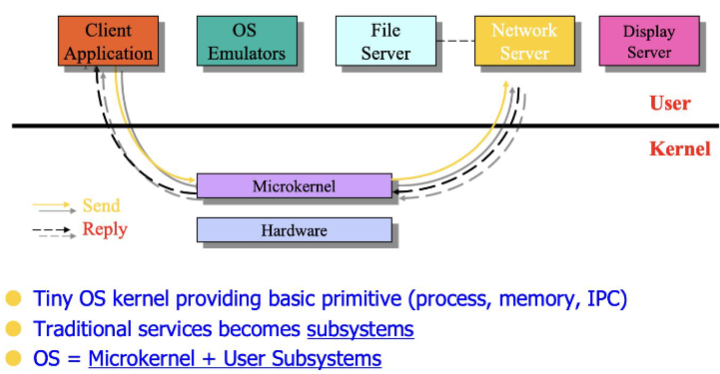 Client
Application
OS
Emulators
File
Server
Network
Server
Display
Server
User
Kernel
Microkernel
Send
Reply
Hardware
Tiny OS kernel providing basic primitive (process, memory, IPC)
Traditional services becomes subsystems
OS = Microkernel + User Subsystems